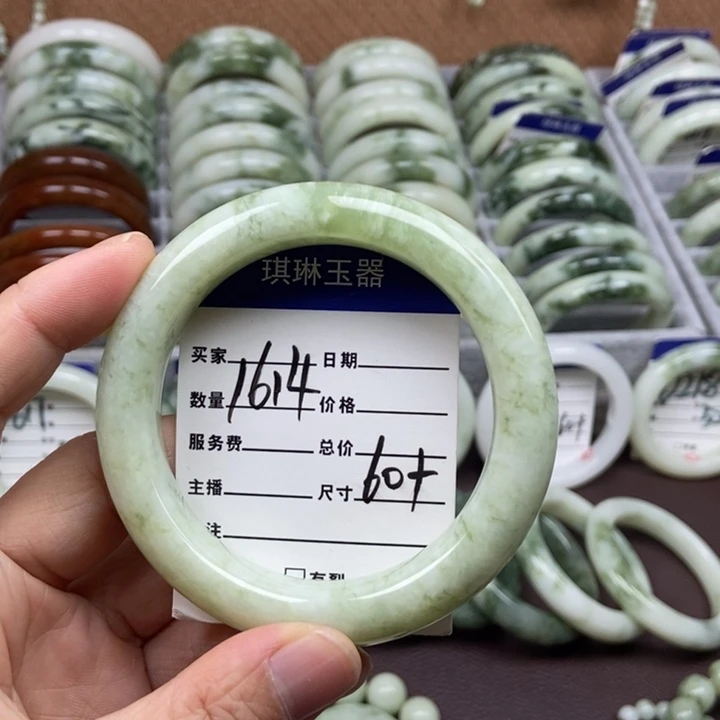 琪琳玉器
买家 1614 日期
数量 价格
服务费 总价
主播 尺寸 60+
注
□有裂